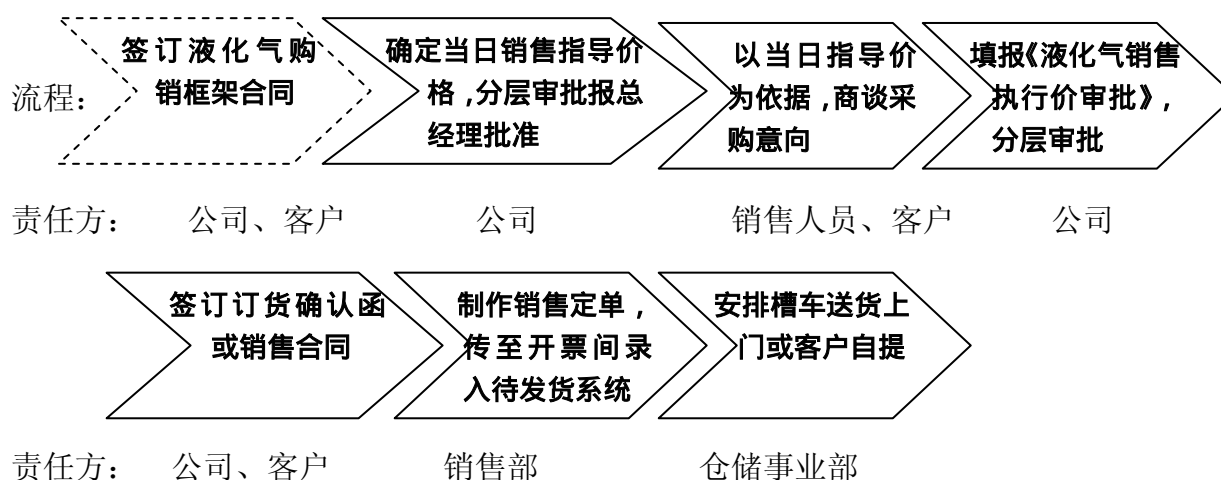 签订液化气购 确定当日销售指导价 以当日指导价 填报《液化气销售
流程： 销框架合同 格，分层审批报总 为依据，商谈采 执行价审批》，
经理批准 购意向 分层审批
责任方： 公司、客户 公司 销售人员、客户 公司
签订订货确认函 制作销售定单， 安排槽车送货上
或销售合同 传至开票间录 门或客户自提
入待发货系统
责任方： 公司、客户 销售部 仓储事业部